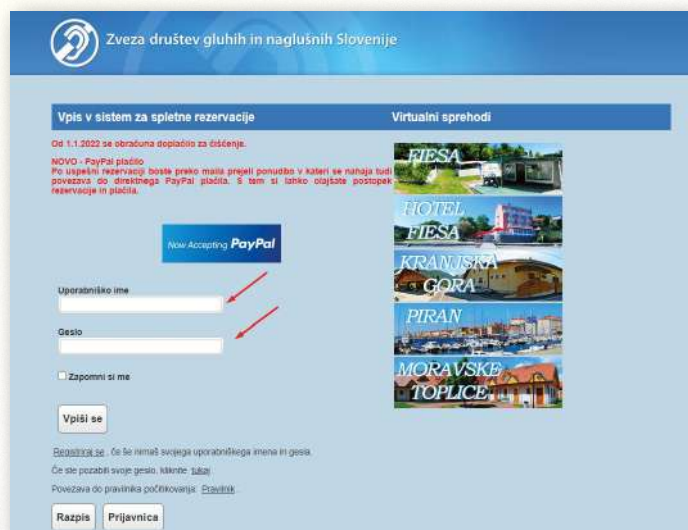 Zveza društev gluhih in naglušnih Slovenije
Vpis v sistem za spletne rezervacije
Virtualni sprehodi
Od 1.1.2022 se obračuna doplačilo za čiščenje.
NOVO - PayPal plačilo
Po uspešni rezervaciji boste preko maila prejeli ponudbo v kateri se nahaja tudi
povezava do direktnega PayPal plačila. S tem si lahko olajšate postopek
rezervacije in plačila.
Now Accepting PayPal
Uporabniško ime
Geslo
Zapomni si me
Vpiši se
Registriraj se , če še nimaš svojega uporabniškega imena in gesla.
Če ste pozabili svoje geslo, kliknite tukaj.
Povezava do pravilnika počitikovanja: Pravilnik .
Razpis
Prijavnica
FIESA
HOTEL
FIESA
KRANJSKA
GORA
PIRAN
MORAVSKE
TOPLICE